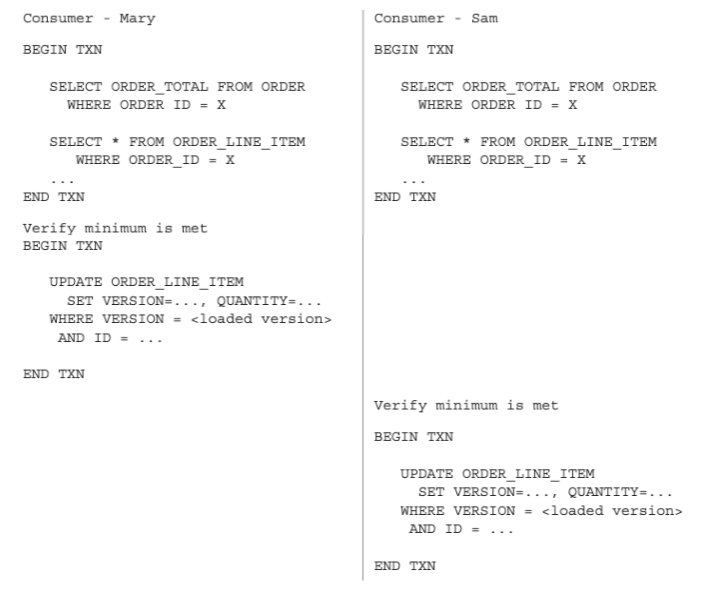 Consumer - Mary
BEGIN TXN
SELECT ORDER_TOTAL FROM ORDER
WHERE ORDER ID = X
SELECT * FROM ORDER_LINE_ITEM
WHERE ORDER_ID = X
...
END TXN
Verify minimum is met
BEGIN TXN
UPDATE ORDER_LINE_ITEM
SET VERSION=..., QUANTITY=...
WHERE VERSION = <loaded version>
AND ID = ...
END TXN
Consumer - Sam
BEGIN TXN
SELECT ORDER_TOTAL FROM ORDER
WHERE ORDER ID = X
SELECT * FROM ORDER_LINE_ITEM
WHERE ORDER_ID = X
...
END TXN
Verify minimum is met
BEGIN TXN
UPDATE ORDER_LINE_ITEM
SET VERSION=..., QUANTITY=...
WHERE VERSION = <loaded version>
AND ID = ...
END TXN